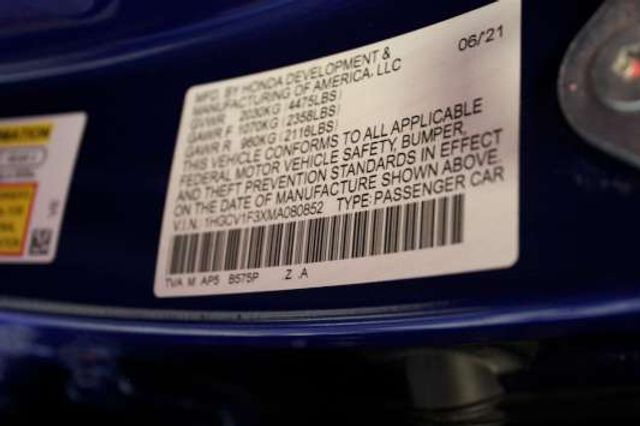 MFG. BY HONDA DEVELOPMENT & 06/'21
MANUFACTURING OF AMERICA, LLC
GVWR 2030KG(4475LBS)
GAWR F 1070KG(2358LBS)
GAWR R 960KG(2116LBS)
THIS VEHICLE CONFORMS TO ALL APPLICABLE
FEDERAL MOTOR VEHICLE SAFETY, BUMPER,
AND THEFT PREVENTION STANDARDS IN EFFECT
ON THE DATE OF MANUFACTURE SHOWN ABOVE.
V.I.N.: 1HGCV1F3XMA080852 TYPE:PASSENGER CAR
TVA M AP5 B575P .Z .A